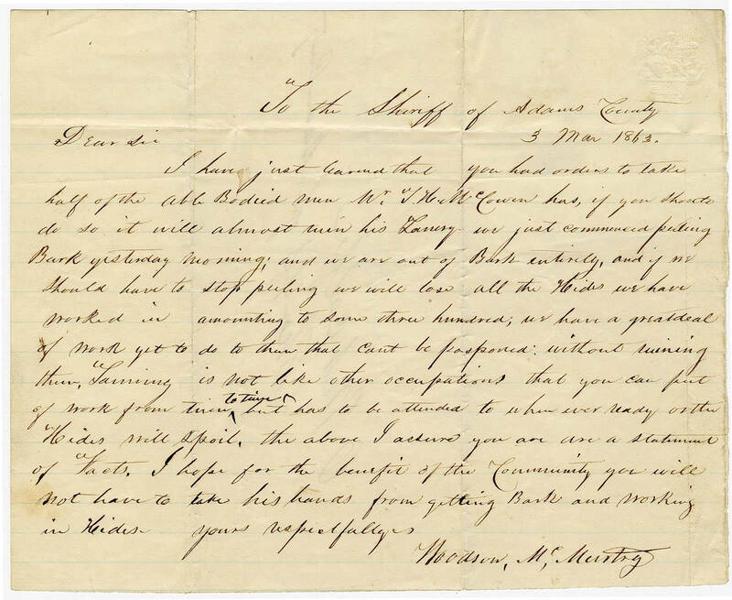 To the Shiriff of Adams County
3 Mar 1863.
Dear Sir
I have just learned that you had orders to take
half of the able Bodied men Mr. T H McCowen has, if you should
do so it will almost ruin his Tanery we just commenced peeling
Bark yesterday morning; and we are out of Bark entirely, and if we
should have to stop peeling we will lose all the Hides we have
worked in amounting to some three hundred; we have a great deal
of work yet to do to them that cant be posponed: without ruining
them, Tanning is not like other occupations that you can put
of work from time to time but has to be attended to when ever ready or the
Hides will spoil. the above I asure you are are a statement
of Facts. I hope for the benefit of the Community you will
not have to take his hands from getting Bark and working
in Hides. yours respectfully
Woodson, Mc,